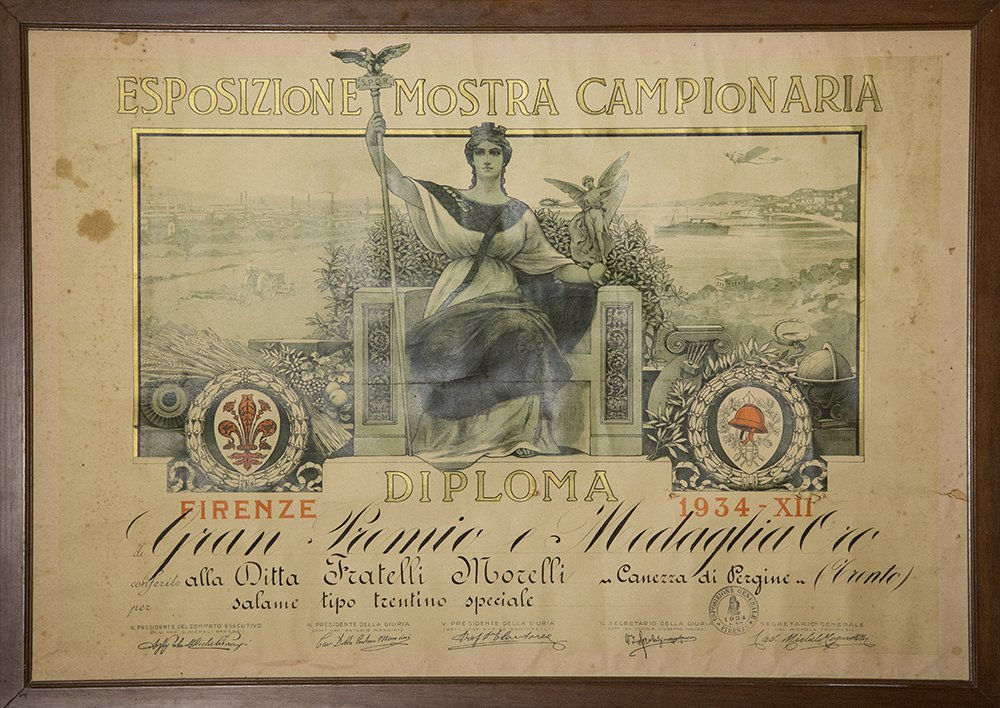 S.P.Q.R.
ESPOSIZIONE MOSTRA CAMPIONARIA
DIPLOMA
FIRENZE 1934-XII
di Gran Premio e Medaglia Oro
conferito alla Ditta Fratelli Morelli „ Canezza di Pergine „ (Trento)
per salame tipo trentino speciale
IL PRESIDENTE DEL COMITATO ESECUTIVO IL PRESIDENTE DELLA GIURIA V. PRESIDENTE DELLA GIURIA IL SEGRETARIO DELLA GIURIA SEGRETARIO GENERALE
ESPOSIZIONE GENERALE
1934
FIRENZE